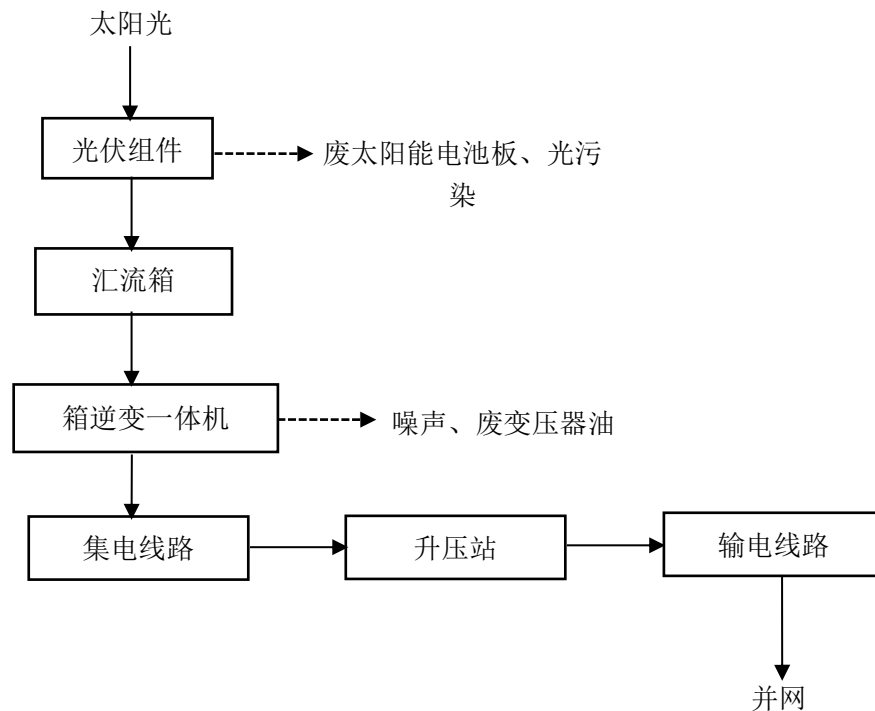 太阳光
光伏组件
废太阳能电池板、光污
染
汇流箱
箱逆变一体机
噪声、废变压器油
集电线路
升压站
输电线路
并网